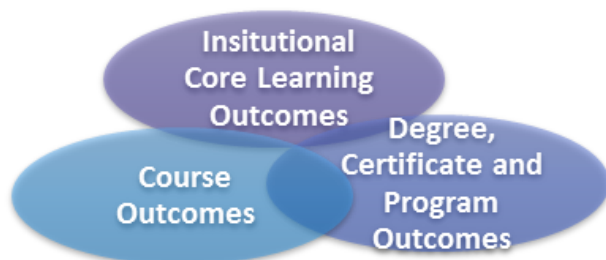 Insitutional
Core Learning
Outcomes
Degree,
Certificate and
Program
Outcomes
Course
Outcomes